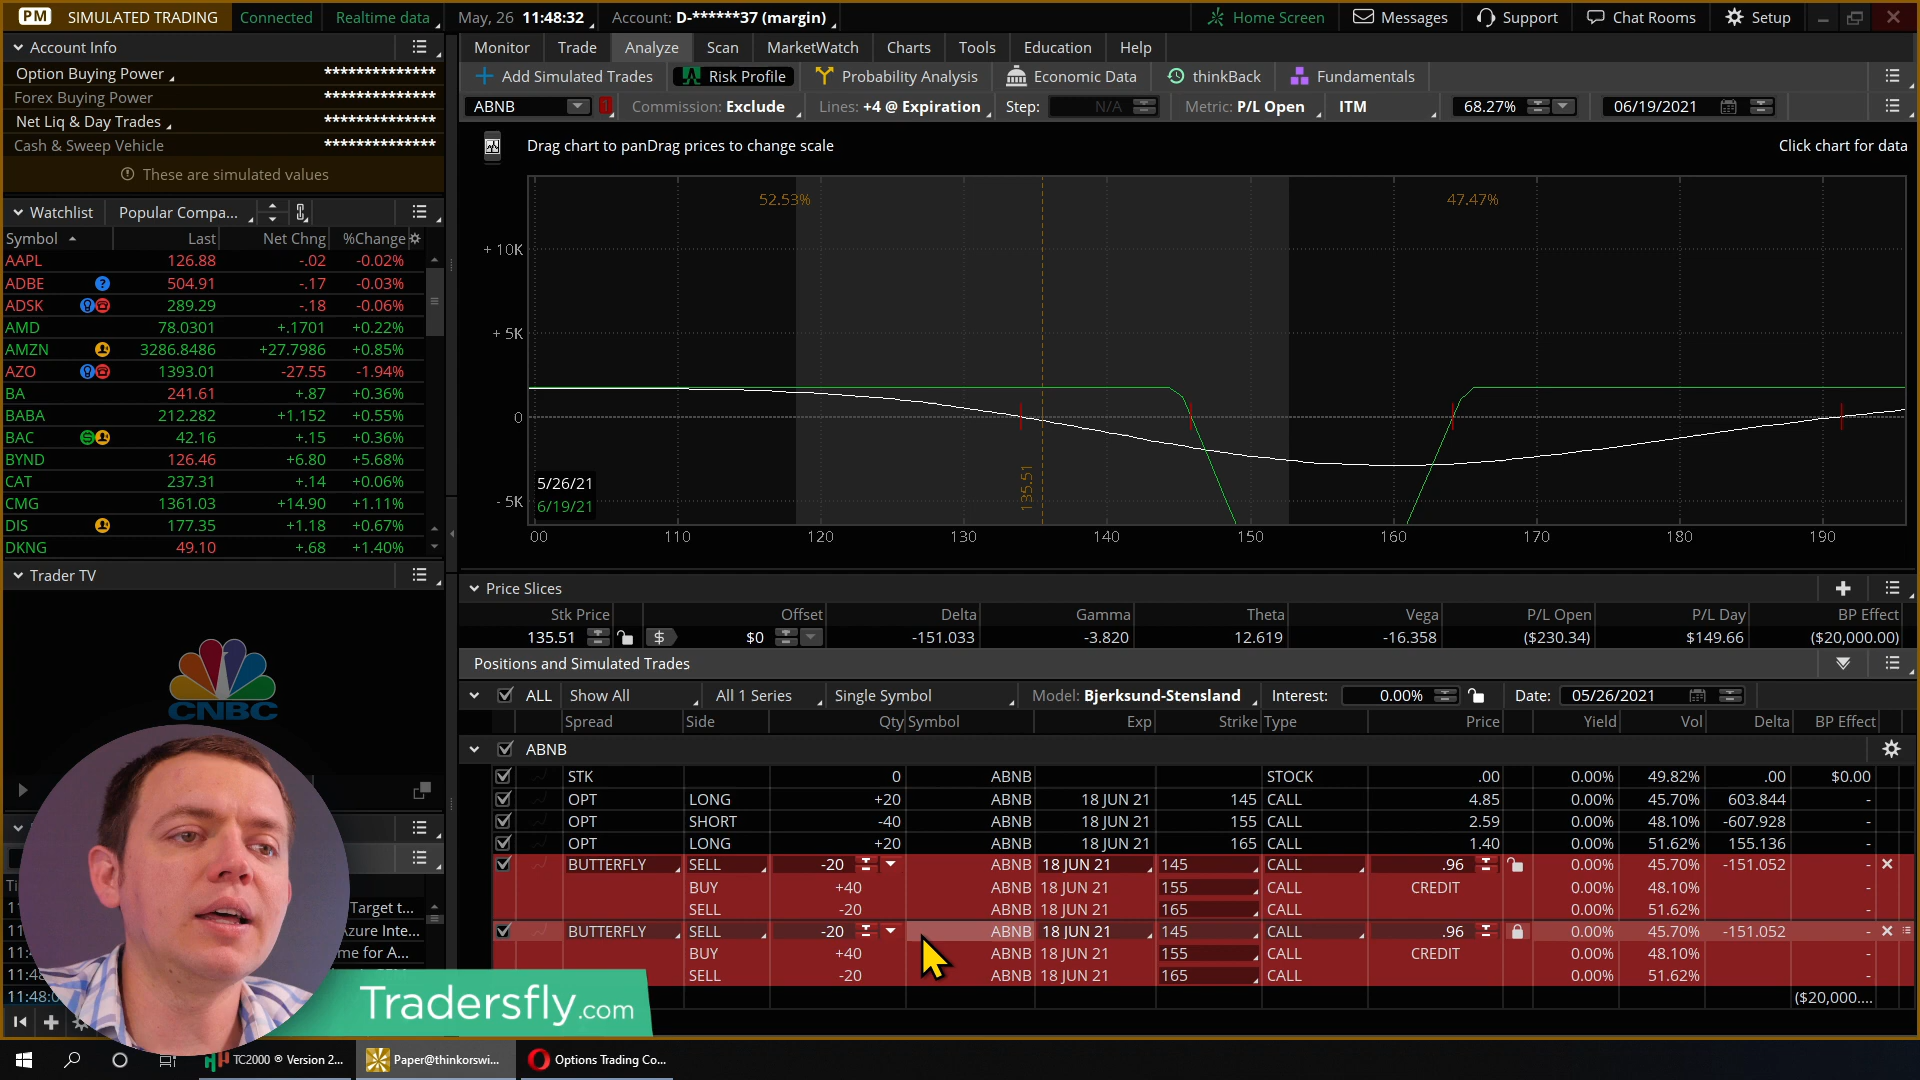 PM SIMULATED TRADING Connected Realtime data May, 26 11:48:32 Account: D-******37 (margin) Home Screen Messages Support Chat Rooms Setup
Account Info
Monitor Trade Analyze Scan MarketWatch Charts Tools Education Help
Option Buying Power **************
Add Simulated Trades Risk Profile Probability Analysis Economic Data thinkBack Fundamentals
Forex Buying Power **************
ABNB 1 Commission: Exclude Lines: +4 @ Expiration Step: N/A Metric: P/L Open ITM 68.27% 06/19/2021
Net Liq & Day Trades **************
Cash & Sweep Vehicle **************
These are simulated values
Drag chart to panDrag prices to change scale Click chart for data
Watchlist Popular Compa...
Symbol Last Net Chng %Change
AAPL 126.88 -.02 -0.02%
ADBE 504.91 -.17 -0.03%
ADSK 289.29 -.18 -0.06%
AMD 78.0301 +.1701 +0.22%
AMZN 3286.8486 +27.7986 +0.85%
AZO 1393.01 -27.55 -1.94%
BA 241.61 +.87 +0.36%
BABA 212.282 +1.152 +0.55%
BAC 42.16 +.15 +0.36%
BYND 126.46 +6.80 +5.68%
CAT 237.31 +.14 +0.06%
CMG 1361.03 +14.90 +1.11%
DIS 177.35 +1.18 +0.67%
DKNG 49.10 +.68 +1.40%
52.53% 47.47%
+ 10K
+ 5K
0
- 5K
135.51
5/26/21
6/19/21
00 110 120 130 140 150 160 170 180 190
Trader TV
CNBC
Price Slices
Stk Price Offset Delta Gamma Theta Vega P/L Open P/L Day BP Effect
135.51 $ $0 -151.033 -3.820 12.619 -16.358 ($230.34) $149.66 ($20,000.00)
Positions and Simulated Trades
ALL Show All All 1 Series Single Symbol Model: Bjerksund-Stensland Interest: 0.00% Date: 05/26/2021
Spread Side Qty Symbol Exp Strike Type Price Yield Vol Delta BP Effect
ABNB
STK 0 ABNB STOCK .00 0.00% 49.82% .00 $0.00
OPT LONG +20 ABNB 18 JUN 21 145 CALL 4.85 0.00% 45.70% 603.844 -
OPT SHORT -40 ABNB 18 JUN 21 155 CALL 2.59 0.00% 48.10% -607.928 -
OPT LONG +20 ABNB 18 JUN 21 165 CALL 1.40 0.00% 51.62% 155.136 -
BUTTERFLY SELL -20 ABNB 18 JUN 21 145 CALL .96 0.00% 45.70% -151.052 -
BUY +40 ABNB 18 JUN 21 155 CALL CREDIT 0.00% 48.10%
SELL -20 ABNB 18 JUN 21 165 CALL 0.00% 51.62%
BUTTERFLY SELL -20 ABNB 18 JUN 21 145 CALL .96 0.00% 45.70% -151.052 -
BUY +40 ABNB 18 JUN 21 155 CALL CREDIT 0.00% 48.10%
SELL -20 ABNB 18 JUN 21 165 CALL 0.00% 51.62%
($20,000....
Target t...
Azure Inte...
me for A...
11:48:0
Tradersfly.com
TC2000 ® Version 2... Paper@thinkorswi... Options Trading Co...